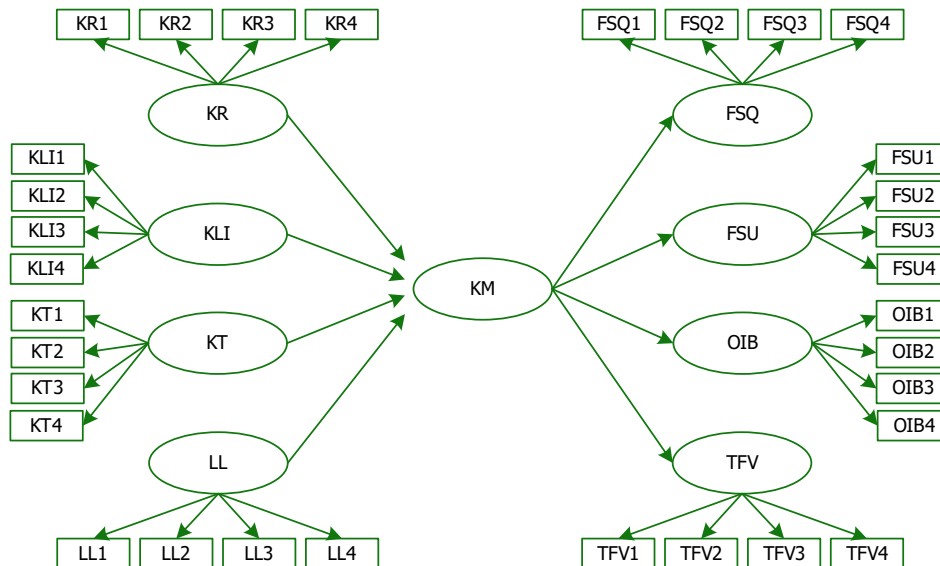 KR1 KR2 KR3 KR4
FSQ1 FSQ2 FSQ3 FSQ4
KR
FSQ
KLI1
KLI2
KLI3
KLI4
KLI
FSU
FSU1
FSU2
FSU3
FSU4
KM
KT1
KT2
KT3
KT4
KT
OIB
OIB1
OIB2
OIB3
OIB4
LL
TFV
LL1 LL2 LL3 LL4
TFV1 TFV2 TFV3 TFV4